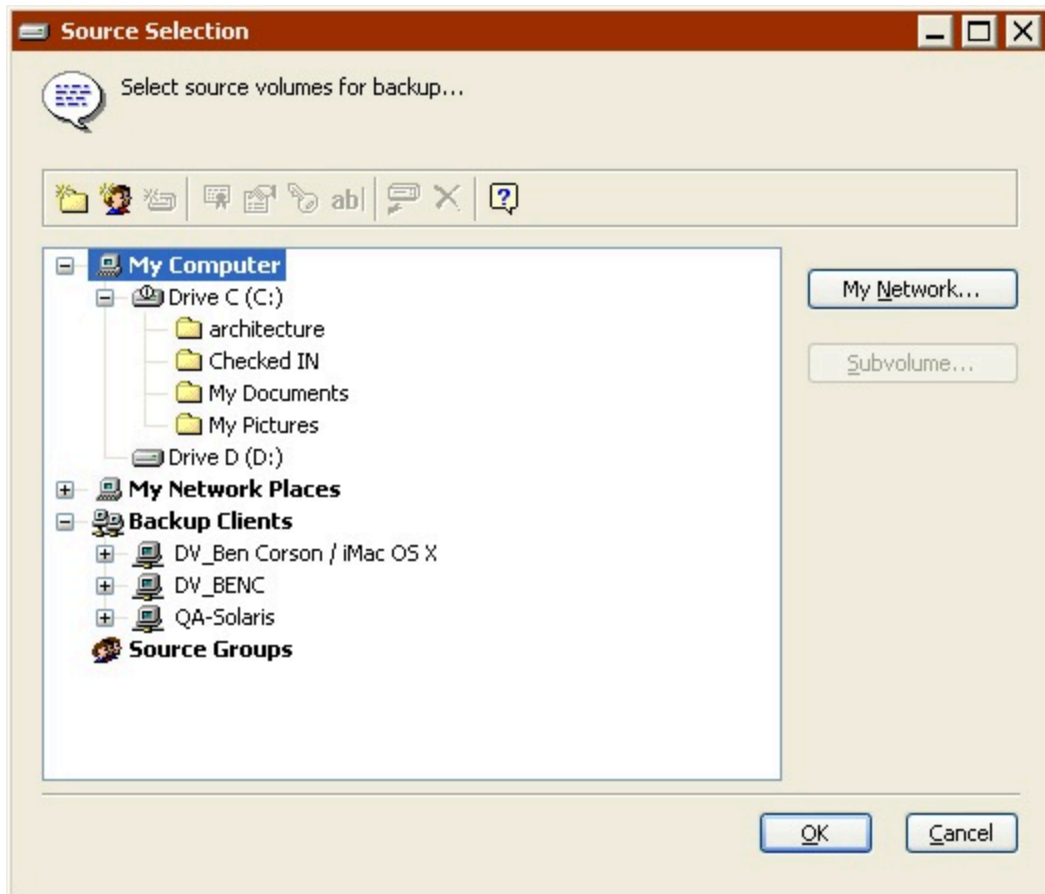 Source Selection
Select source volumes for backup...
ab|
My Computer
My Network...
Drive C (C:)
architecture
Checked IN
Subvolume...
My Documents
My Pictures
Drive D (D:)
My Network Places
Backup Clients
DV_Ben Corson / iMac OS X
DV_BENC
QA-Solaris
Source Groups
OK
Cancel